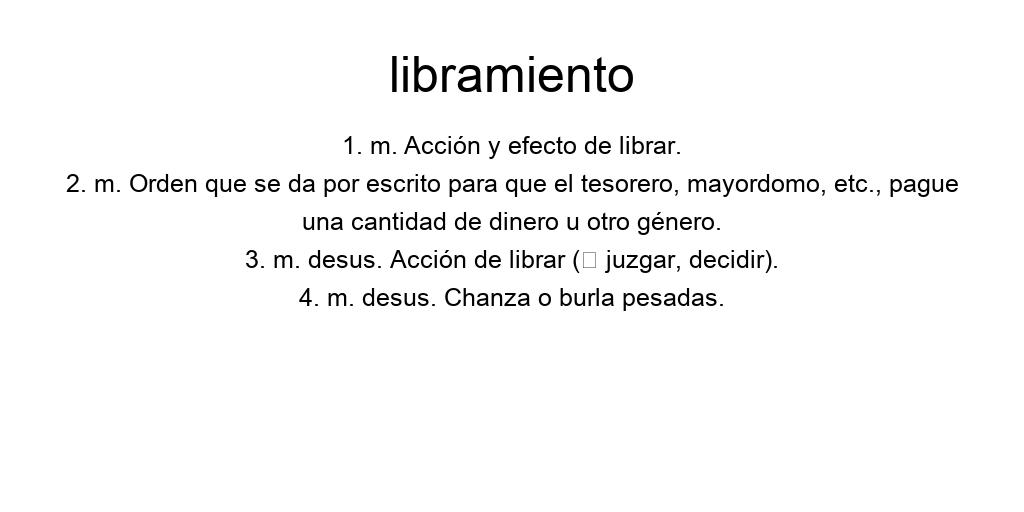 libramiento
1. m. Acción y efecto de librar.
2. m. Orden que se da por escrito para que el tesorero, mayordomo, etc., pague
una cantidad de dinero u otro género.
3. m. desus. Acción de librar (▯ juzgar, decidir).
4. m. desus. Chanza o burla pesadas.